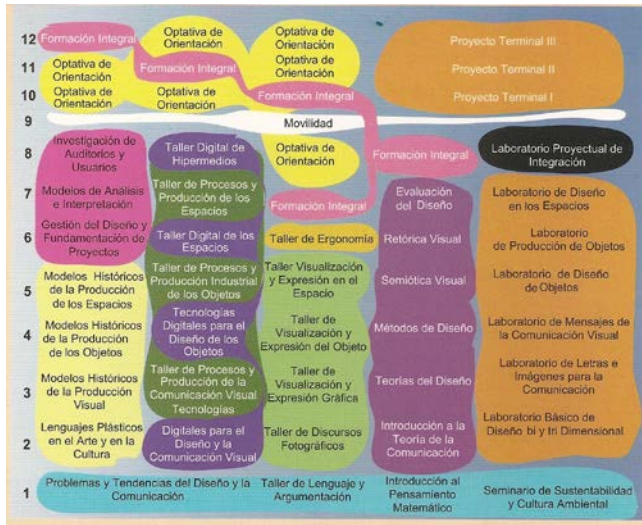 12
Formación Integral
Optativa de
Orientación
Optativa de
Orientación
Proyecto Terminal III
11
Optativa de
Orientación
Formación Integral
Optativa de
Orientación
Proyecto Terminal II
10
Optativa de
Orientación
Optativa de
Orientación
Formación Integral
Proyecto Terminal I
9
Movilidad
8
Investigación de
Auditorios y
Usuarios
Taller Digital de
Hipermedios
Optativa de
Orientación
Formación Integral
Laboratorio Proyectual de
Integración
7
Modelos de Análisis
e Interpretación
Taller de Procesos y
Producción de los
Espacios
Formación Integral
Evaluación
del Diseño
Laboratorio de Diseño
en los Espacios
6
Gestión del Diseño y
Fundamentación de
Proyectos
Taller Digital de los
Espacios
Taller de Ergonomía
Retórica Visual
Laboratorio
de Producción de Objetos
5
Modelos Históricos
de la Producción
de los Espacios
Taller de Procesos y
Producción Industrial
de los Objetos
Taller Visualización
y Expresión en el
Espacio
Semiótica Visual
Laboratorio de Diseño
de Objetos
4
Modelos Históricos
de la Producción
de los Objetos
Tecnologías
Digitales para el
Diseño de los
Objetos
Taller de
Visualización y
Expresión del Objeto
Métodos de Diseño
Laboratorio de Mensajes de
la Comunicación Visual
3
Modelos Históricos
de la Producción
Visual
Taller de Procesos y
Producción de la
Comunicación Visual
Taller de
Visualización y
Expresión Gráfica
Teorías del Diseño
Laboratorio de Letras e
Imágenes para la
Comunicación
2
Lenguajes Plásticos
en el Arte y en la
Cultura
Tecnologías
Digitales para el
Diseño y la
Comunicación Visual
Taller de Discursos
Fotográficos
Introducción a la
Teoría de la
Comunicación
Laboratorio Básico de
Diseño bi y tri Dimensional
1
Problemas y Tendencias del Diseño y la
Comunicación
Taller de Lenguaje y
Argumentación
Introducción al
Pensamiento
Matemático
Seminario de Sustentabilidad
y Cultura Ambiental